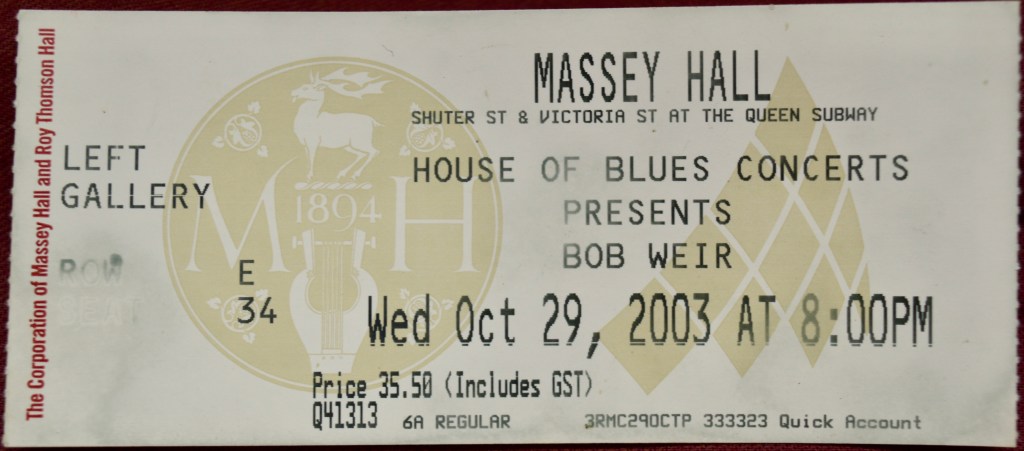 The Corporation of Massey Hall and Roy Thomson Hall
MASSEY HALL
SHUTER ST & VICTORIA ST AT THE QUEEN SUBWAY
LEFT
GALLERY
HOUSE OF BLUES CONCERTS
PRESENTS
BOB WEIR
M 1894 H
ROW E
SEAT 34
Wed Oct 29, 2003 AT 8:00PM
Price 35.50 (Includes GST)
Q41313 6A REGULAR 3RMC29OCTP 333323 Quick Account